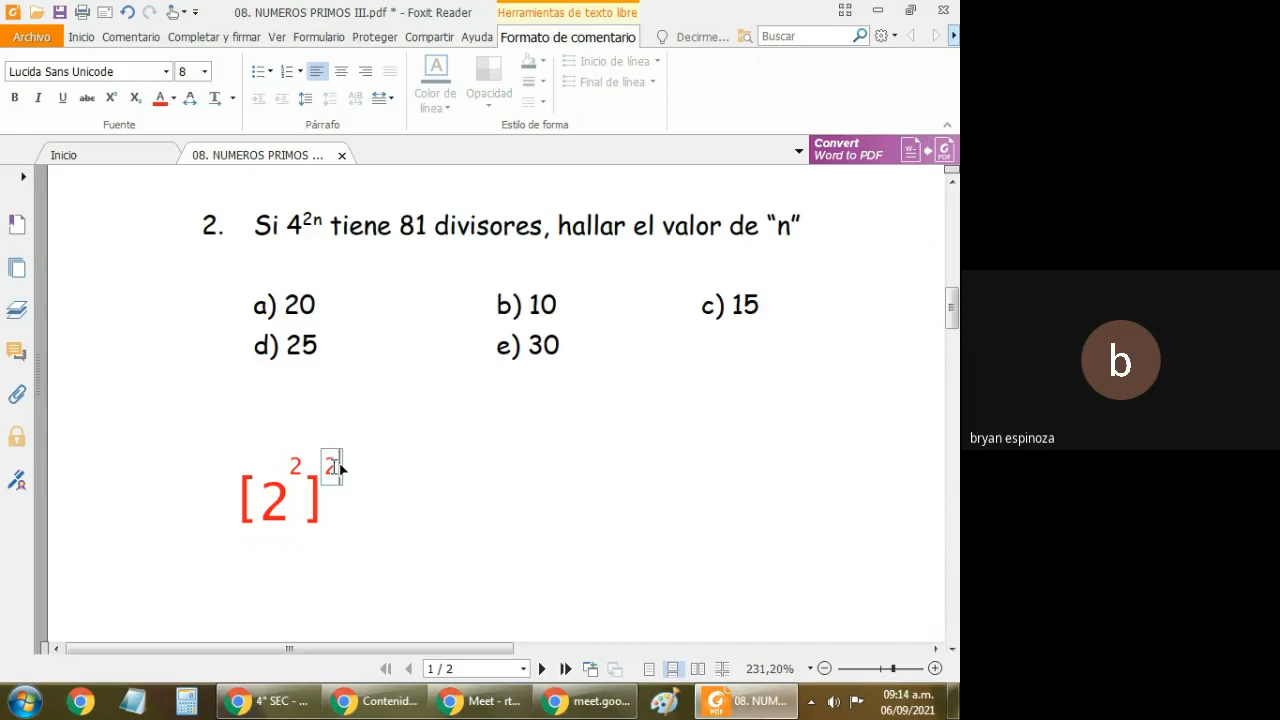 08. NUMEROS PRIMOS III.pdf * - Foxit Reader
Herramientas de texto libre
Archivo Inicio Comentario Completar y firmar Ver Formulario Proteger Compartir Ayuda Formato de comentario Decirme... Buscar
Lucida Sans Unicode 8
Color de línea
Opacidad
Inicio de línea
Final de línea
Fuente Párrafo Estilo de forma
Inicio
08. NUMEROS PRIMOS ...
Convert
Word to PDF
2. Si 4²ⁿ tiene 81 divisores, hallar el valor de “n”
a) 20 b) 10 c) 15
d) 25 e) 30
[2²]²
b
bryan espinoza
1 / 2
231,20%
4° SEC - ...
Contenid...
Meet - rt...
meet.goo...
08. NUM...
09:14 a.m.
06/09/2021